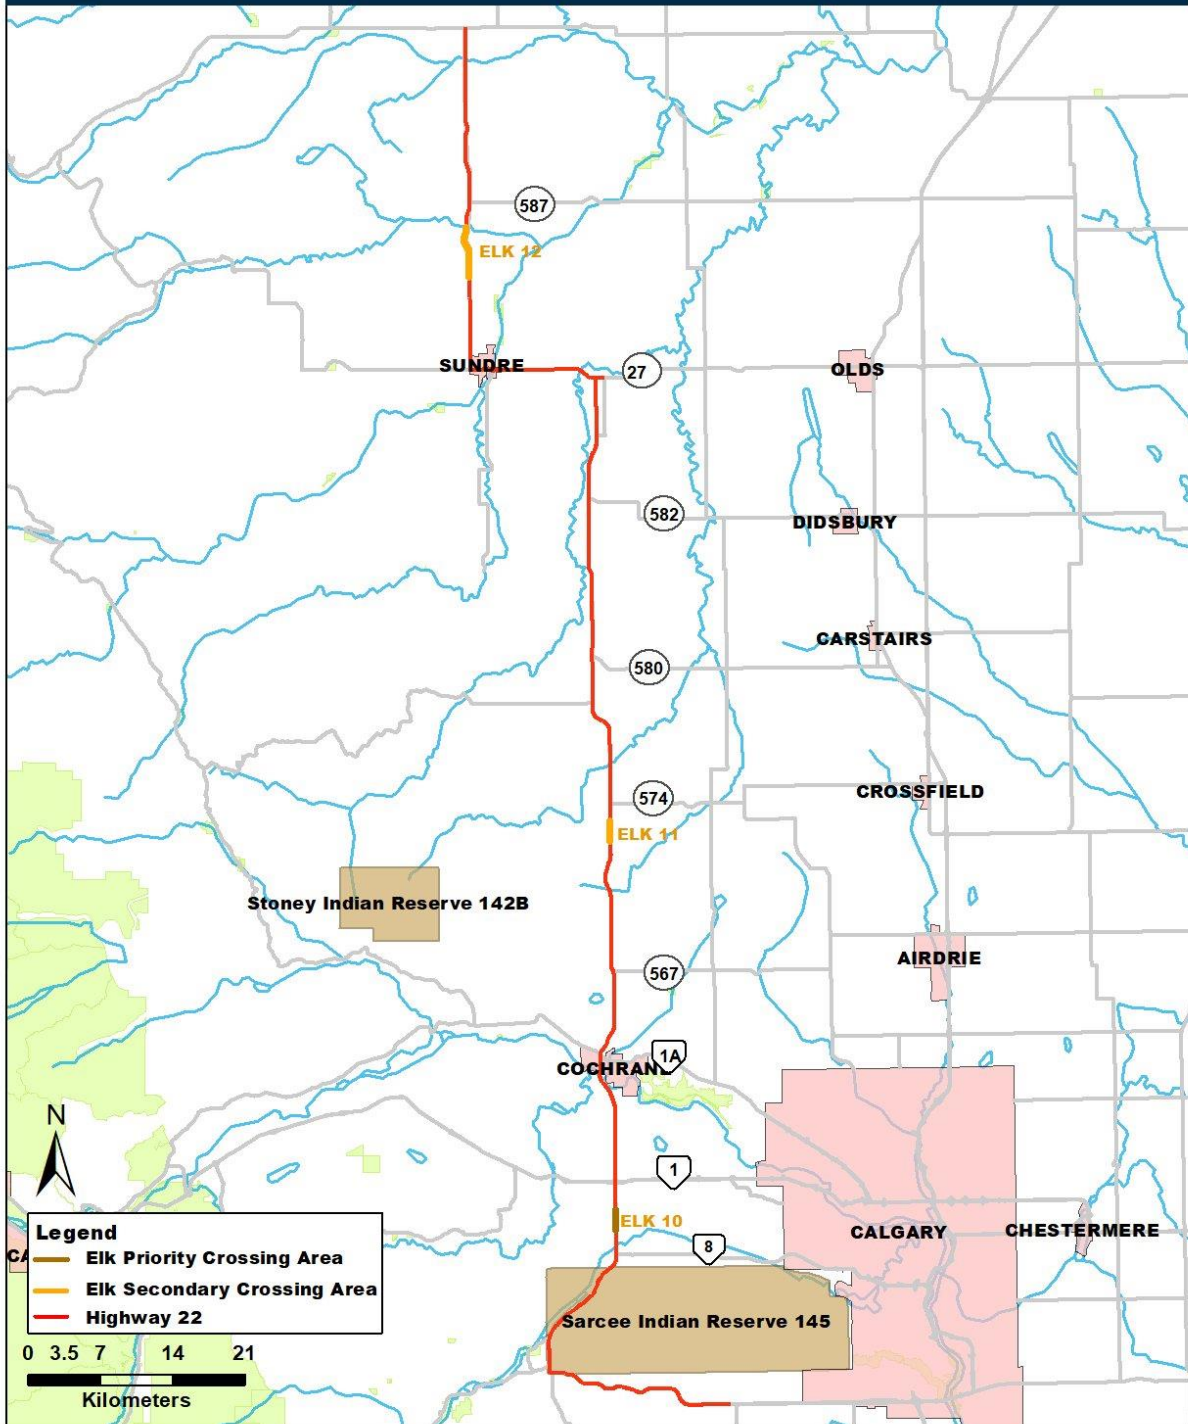 587
ELK 12
SUNDRE
27
OLDS
582
DIDSBURY
CARSTAIRS
580
CROSSFIELD
574
ELK 11
Stoney Indian Reserve 142B
AIRDRIE
567
1A
COCHRANE
N
1
ELK 10
CALGARY
CHESTERMERE
8
Legend
CA
Elk Priority Crossing Area
Elk Secondary Crossing Area
Highway 22
Sarcee Indian Reserve 145
0 3.5 7 14 21
Kilometers